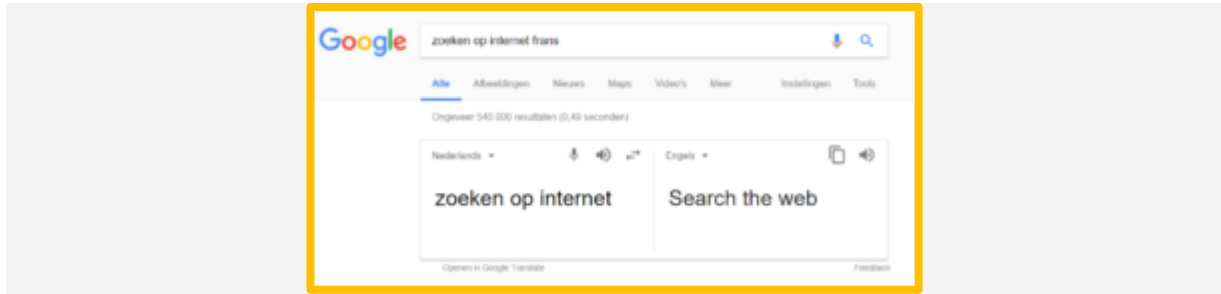 Google zoeken op internet frans
Alle Afbeeldingen Nieuws Maps Video's Meer Instellingen Tools
Ongeveer 540.000 resultaten (0,49 seconden)
Nederlands Engels
zoeken op internet Search the web
Openen in Google Translate Feedback